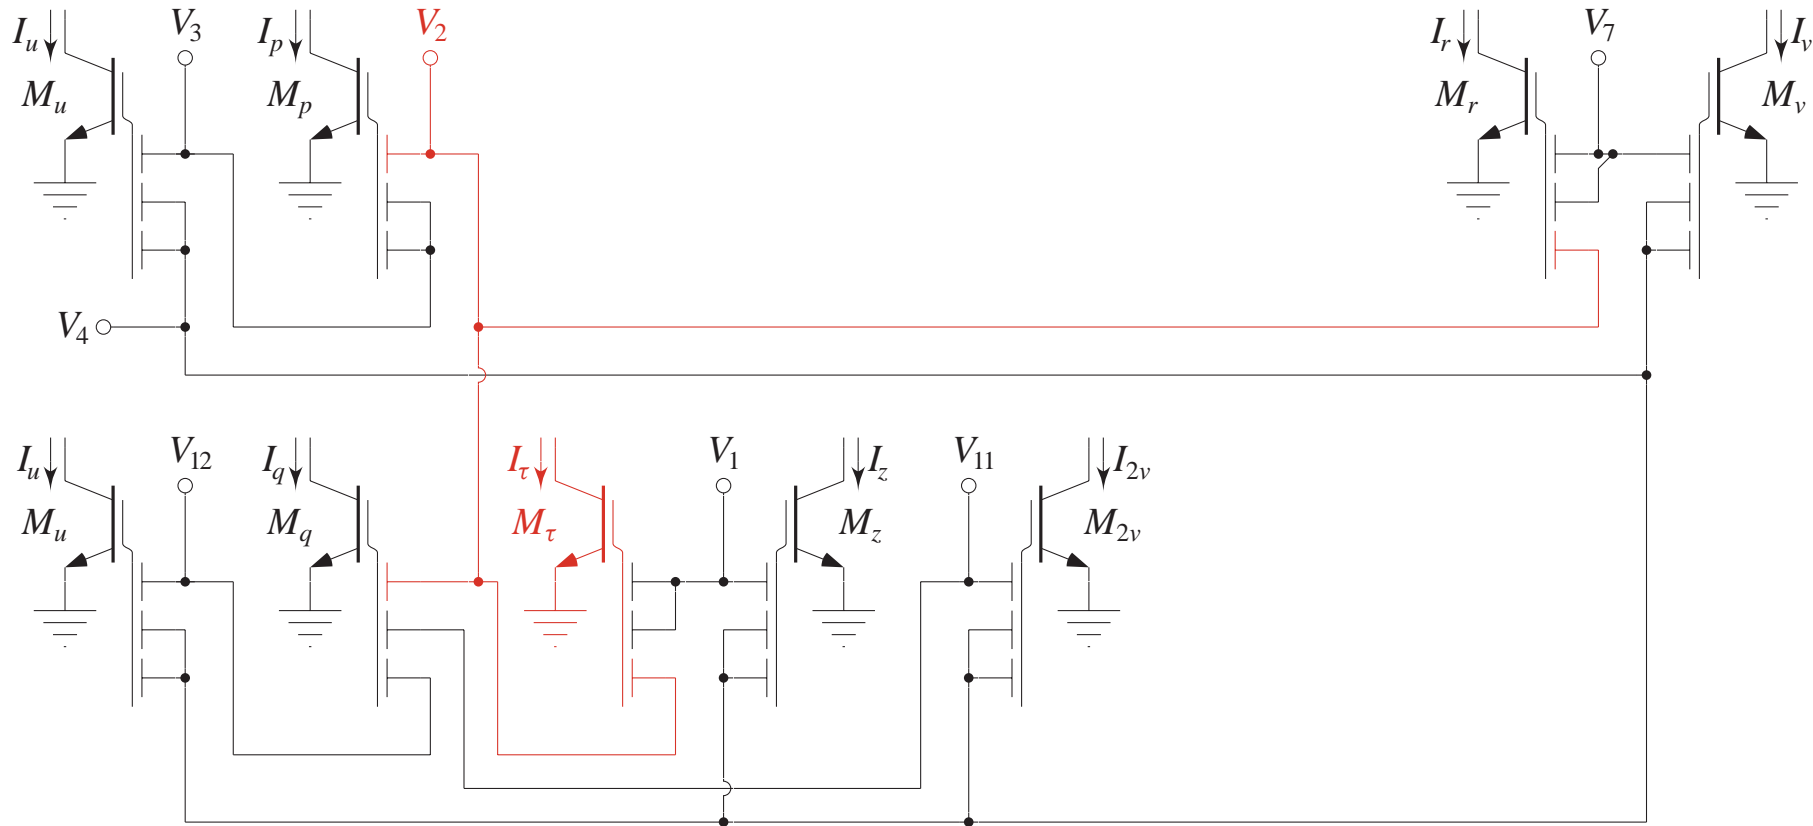 I_u V_3 I_p V_2 I_r V_7 I_v
M_u M_p M_r M_v
V_4
I_u V_12 I_q I_τ V_1 I_z V_11 I_2v
M_u M_q M_τ M_z M_2v